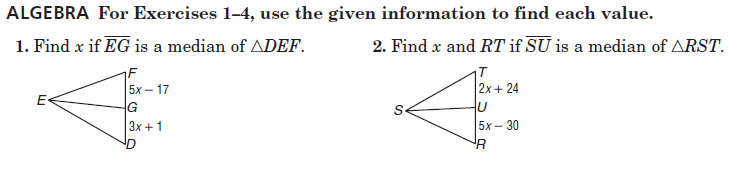 ALGEBRA For Exercises 1–4, use the given information to find each value.
1. Find x if EG is a median of △DEF.
F
5x – 17
E
G
3x + 1
D
2. Find x and RT if SU is a median of △RST.
T
2x + 24
S
U
5x – 30
R